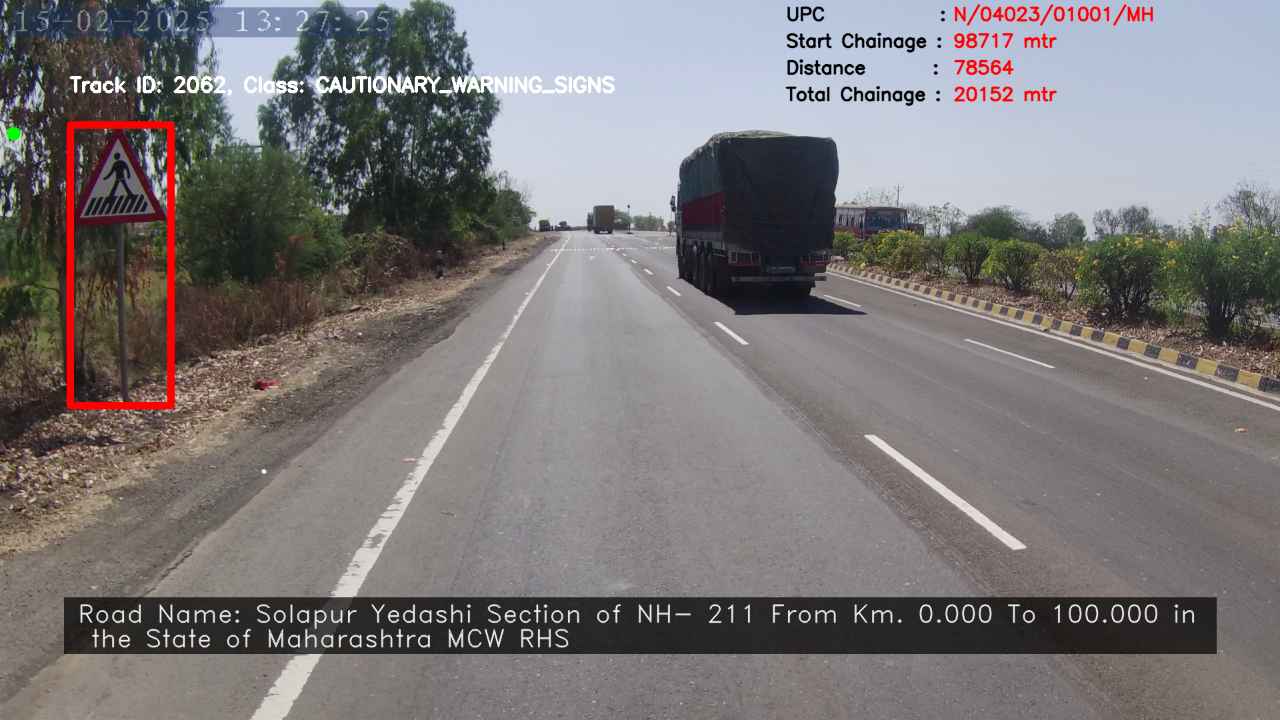 15-02-2025 13:27:25
UPC : N/04023/01001/MH
Start Chainage : 98717 mtr
Distance : 78564
Total Chainage : 20152 mtr
Track ID: 2062, Class: CAUTIONARY_WARNING_SIGNS
Road Name: Solapur Yedashi Section of NH- 211 From Km. 0.000 To 100.000 in
the State of Maharashtra MCW RHS